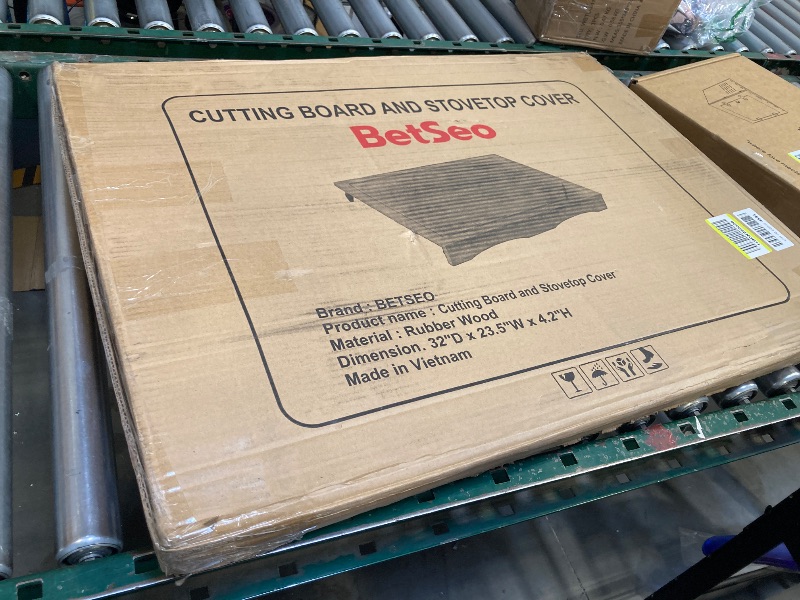 CUTTING BOARD AND STOVETOP COVER
BetSeo
Brand : BETSEO
Product name : Cutting Board and Stovetop Cover
Material : Rubber Wood
Dimension. 32"D x 23.5"W x 4.2"H
Made in Vietnam